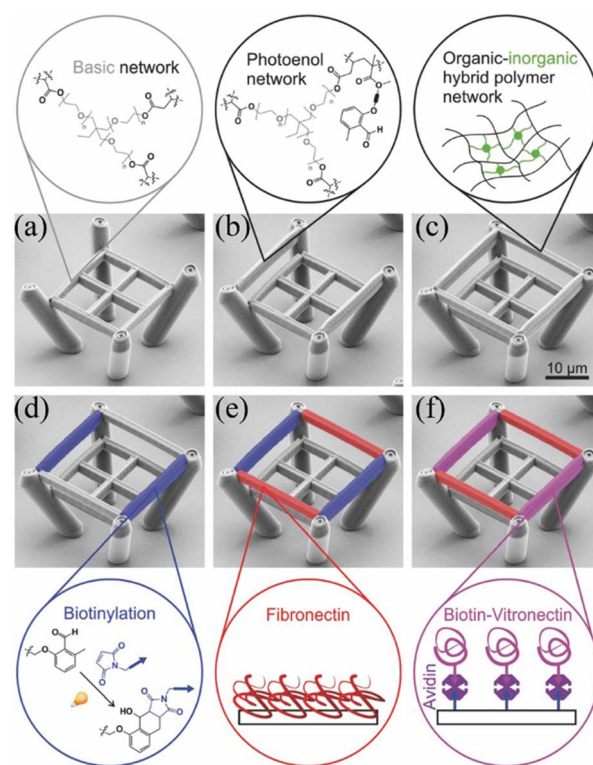 Basic network
Photoenol
network
Organic-inorganic
hybrid polymer
network
(a)
(b)
(c)
10 µm
(d)
(e)
(f)
Biotinylation
Fibronectin
Biotin-Vitronectin
Avidin
O
O
O
n
O
n
O
n
O
O
O
O
O
n
O
n
O
n
O
O
O
O
H
O
O
H
O
O
N
O
HO
O
N
O
O